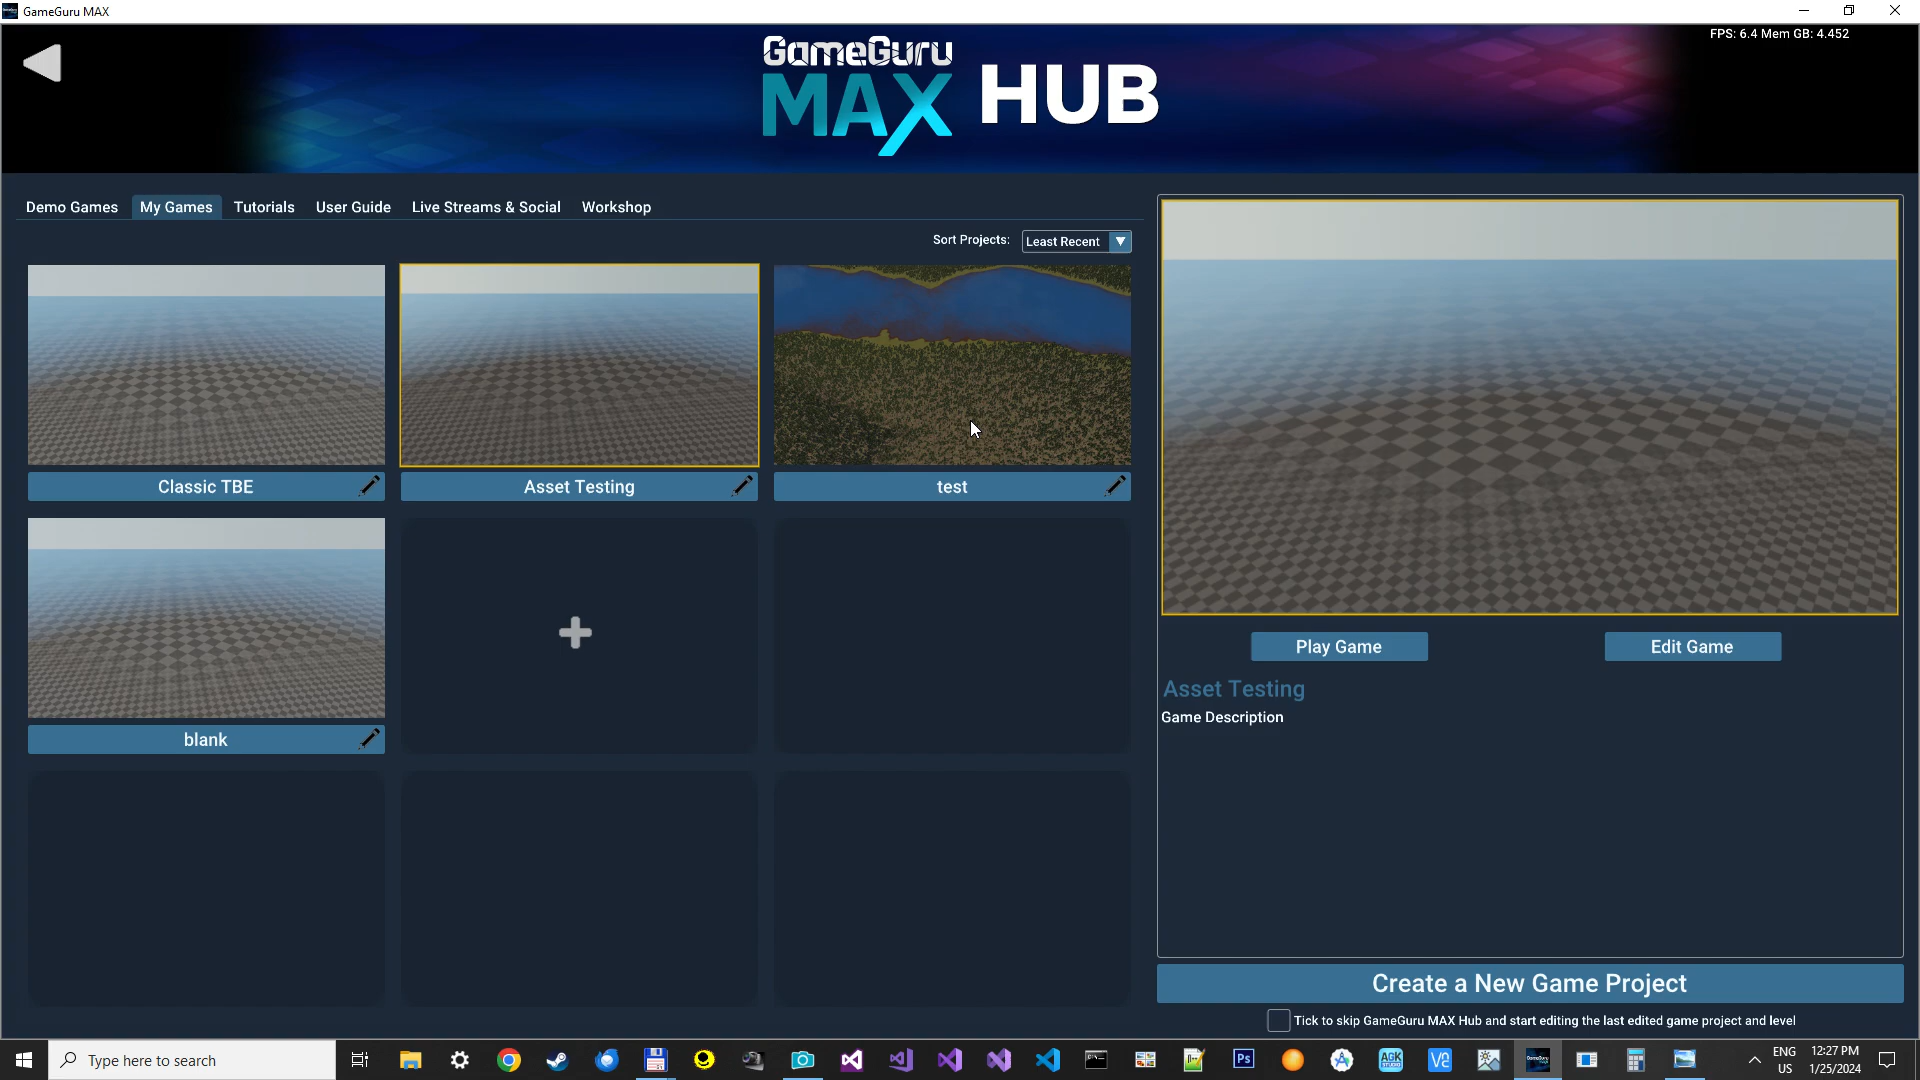 GameGuru MAX
FPS: 6.4 Mem GB: 4.452
GameGuru
MAX HUB
Demo Games My Games Tutorials User Guide Live Streams & Social Workshop
Sort Projects: Least Recent
Classic TBE Asset Testing test
blank
Play Game Edit Game
Asset Testing
Game Description
Create a New Game Project
Tick to skip GameGuru MAX Hub and start editing the last edited game project and level
Type here to search
Ps
AGK
STUDIO
ENG
US
12:27 PM
1/25/2024